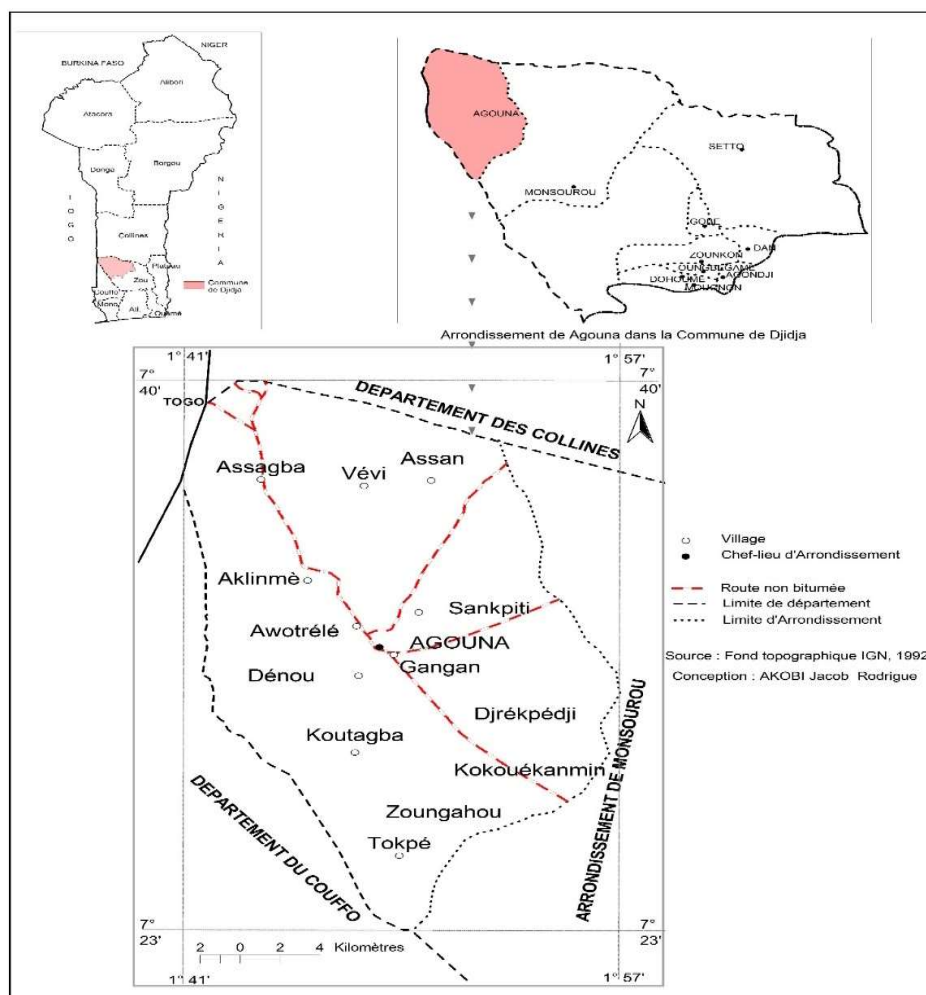 NIGER
BURKINA FASO
Alibori
Atacora
Borgou
Donga
TOGO
NIGERIA
Collines
Plateau
Zou
Couffo
Mono
Atl.
Ouémé
Commune
de Djidja
AGOUNA
SETTO
MONSOUROU
GOBE
DAN
ZOUNKON
AGONDJI
DOHOUME
MOUGNON
Arrondissement de Agouna dans la Commune de Djidja
1° 41'
1° 57'
7°
40'
7°
40'
TOGO
DEPARTEMENT DES COLLINES
N
Assagba
Vévi
Assan
Aklinmè
Sankpiti
Awotrélé
AGOUNA
Gangan
Dénou
Djrékpédji
Koutagba
Kokouékanmin
Zoungahou
Tokpé
DEPARTEMENT DU COUFFO
ARRONDISSEMENT DE MONSOUROU
7°
23'
7°
23'
2 0 2 4 Kilomètres
1° 41'
1° 57'
Village
Chef-lieu d'Arrondissement
Route non bitumée
Limite de département
Limite d'Arrondissement
Source : Fond topographique IGN, 1992
Conception : AKOBI Jacob Rodrigue